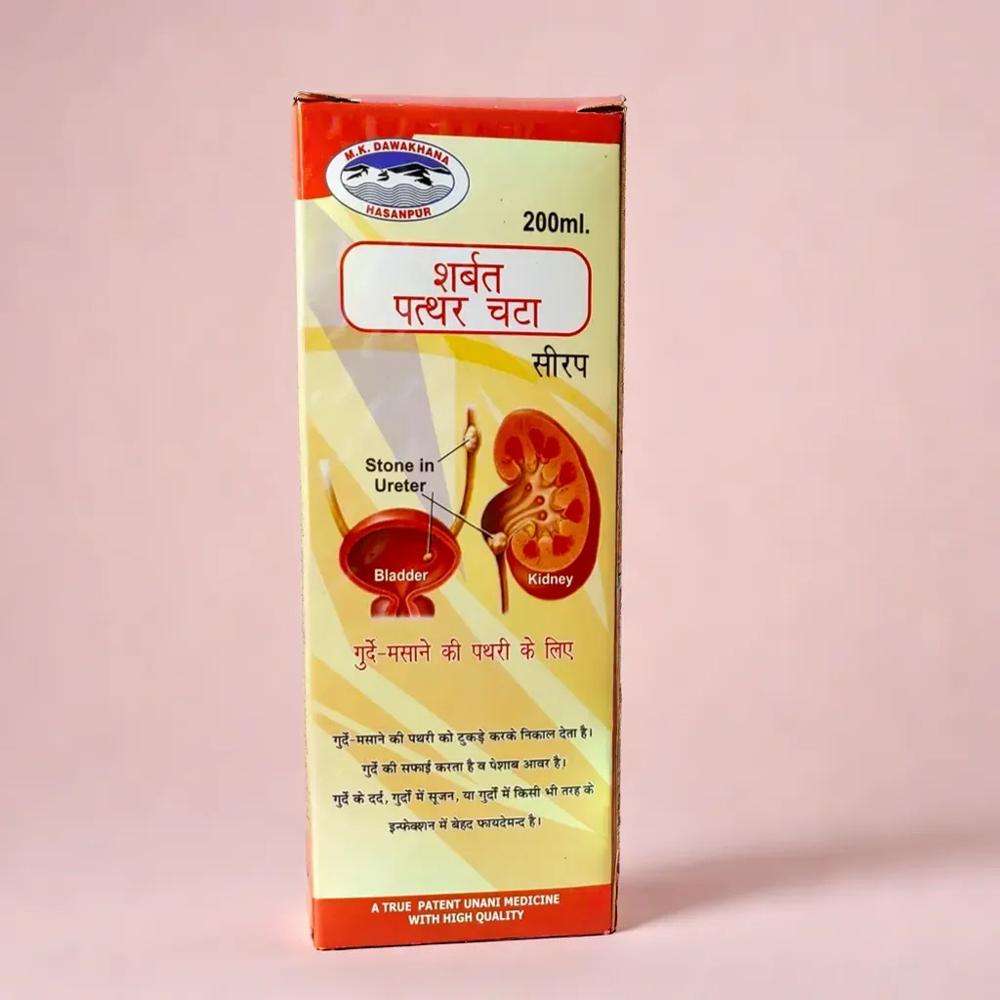 M.K. DAWAKHANA
HASANPUR
200ml.
शर्बत
पत्थर चटा
सीरप
Stone in
Ureter
Bladder
Kidney
गुर्दे-मसाने की पथरी के लिए
गुर्दे-मसाने की पथरी को टुकड़े करके निकाल देता है।
गुर्दे की सफाई करता है व पेशाब आवर है।
गुर्दे के दर्द, गुर्दों में सूजन, या गुर्दों में किसी भी तरह के
इन्फेक्शन में बेहद फायदेमन्द है।
A TRUE PATENT UNANI MEDICINE
WITH HIGH QUALITY